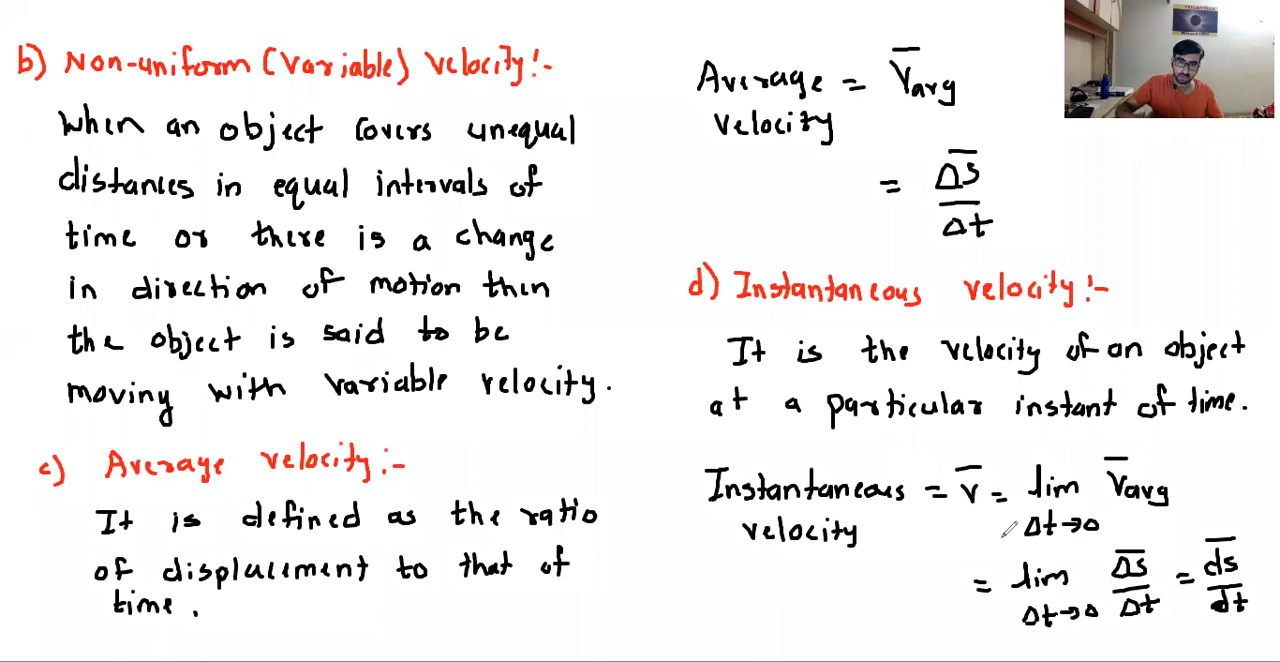 b) Non-uniform (Variable) velocity :-
When an object covers unequal
distances in equal intervals of
time or there is a change
in direction of motion then
the object is said to be
moving with variable velocity.
c) Average velocity :-
It is defined as the ratio
of displacement to that of
time.
Average = V̅avg
velocity
= Δs̅/Δt
d) Instantaneous velocity :-
It is the velocity of an object
at a particular instant of time.
Instantaneous = v̅ = lim V̅avg
velocity Δt→0
= lim Δs̅/Δt = ds̅/dt
Δt→0